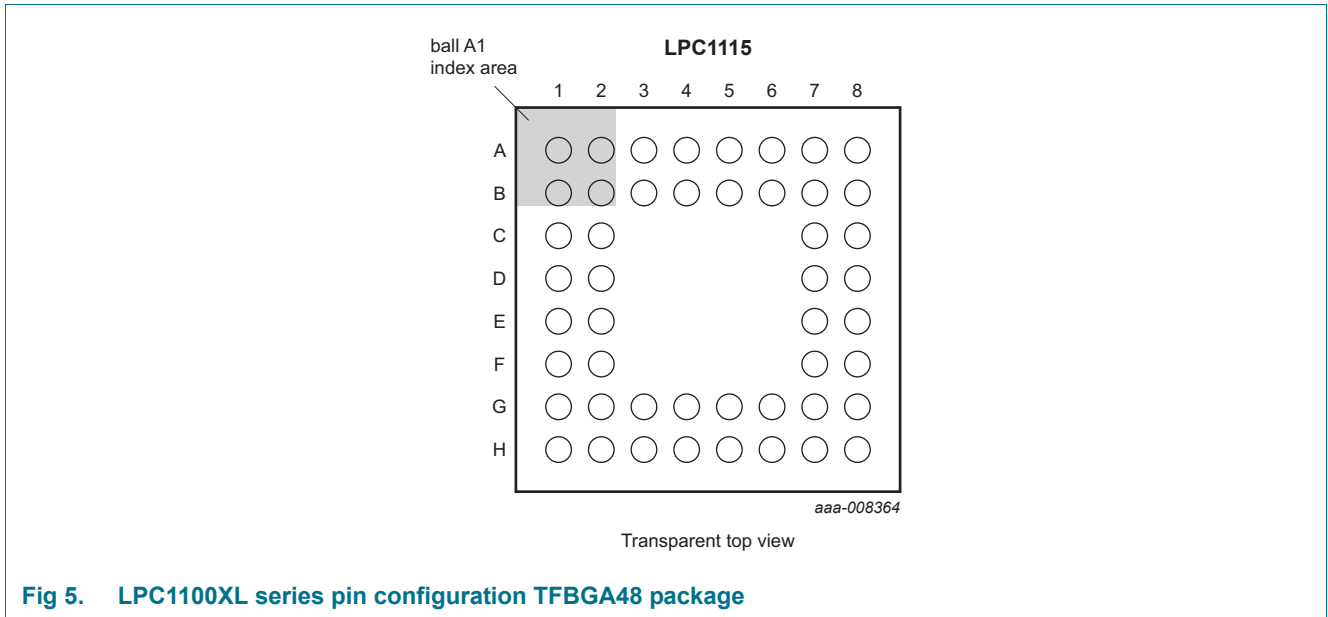 LPC1115
ball A1
index area
1 2 3 4 5 6 7 8
A
B
C
D
E
F
G
H
aaa-008364
Transparent top view
Fig 5. LPC1100XL series pin configuration TFBGA48 package